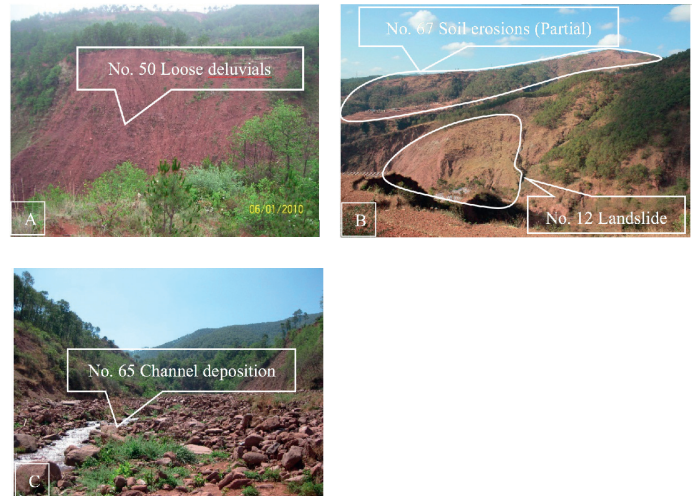 No. 50 Loose deluvials
06/01/2010
A
No. 67 Soil erosions (Partial)
No. 12 Landslide
B
No. 65 Channel deposition
C